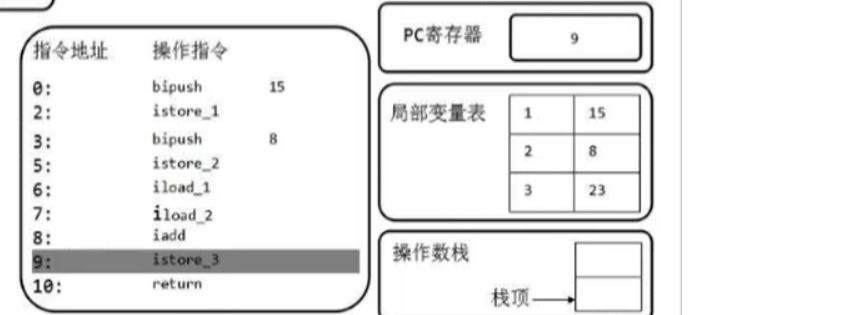 指令地址 操作指令
0: bipush 15
2: istore_1
3: bipush 8
5: istore_2
6: iload_1
7: iload_2
8: iadd
9: istore_3
10: return
PC寄存器 9
局部变量表 1 15
2 8
3 23
操作数栈
栈顶